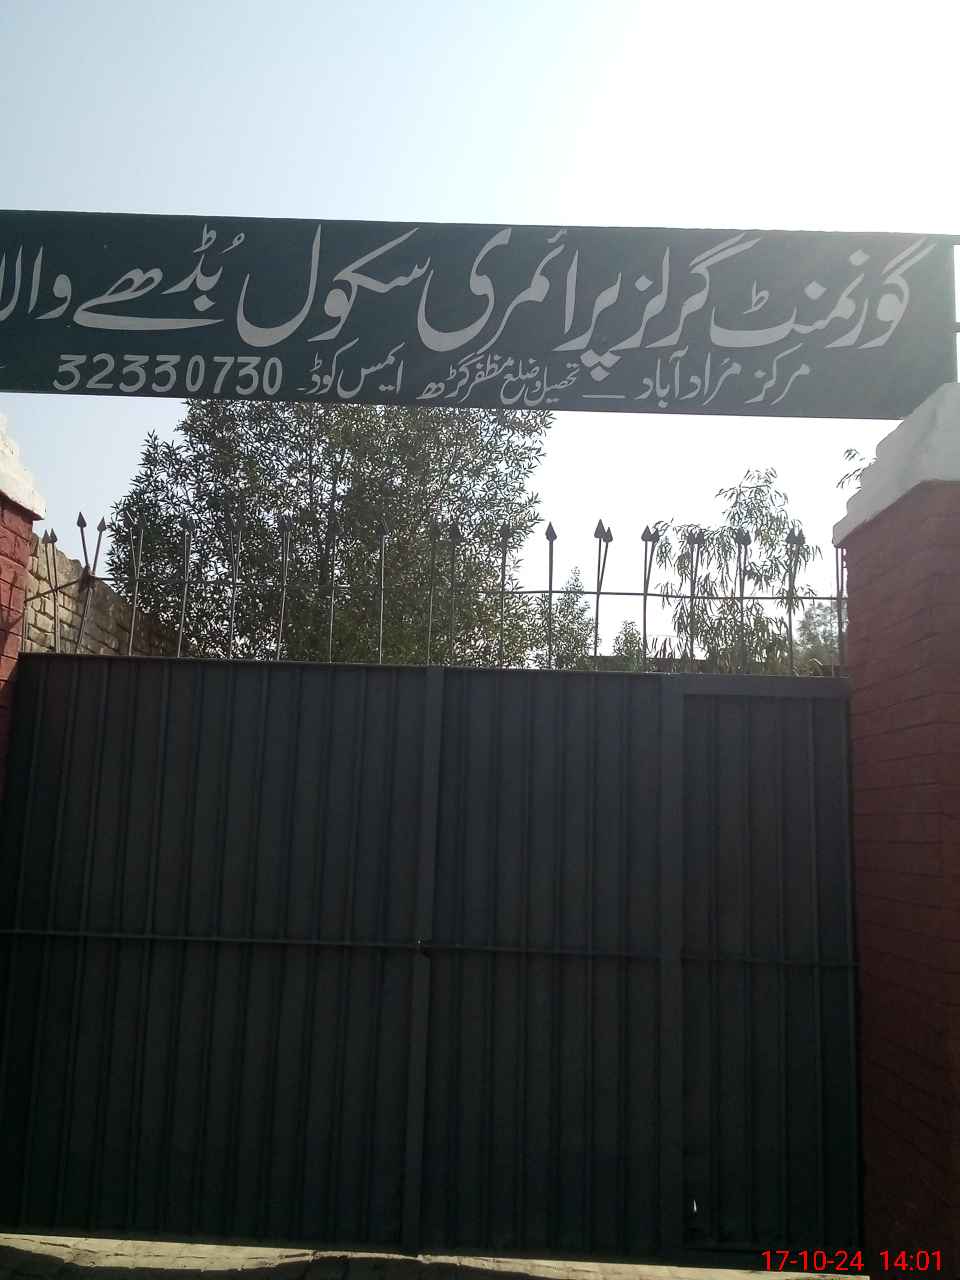 گورنمنٹ گرلز پرائمری سکول بُڈھے والا
مرکز مُراد آباد – تحصیل و ضلع مظفر گڑھ ایمس کوڈ۔ 32330730
17-10-24 14:01